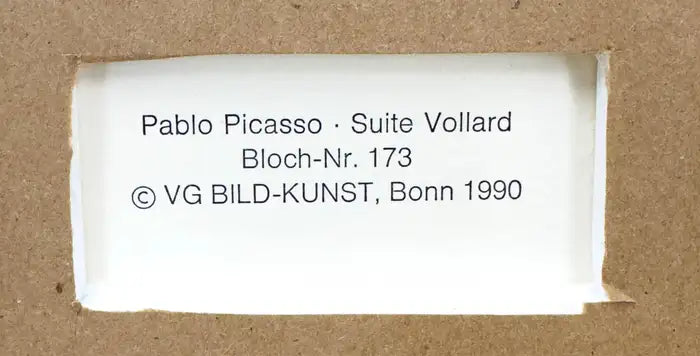 Pablo Picasso · Suite Vollard
Bloch-Nr. 173
© VG BILD-KUNST, Bonn 1990